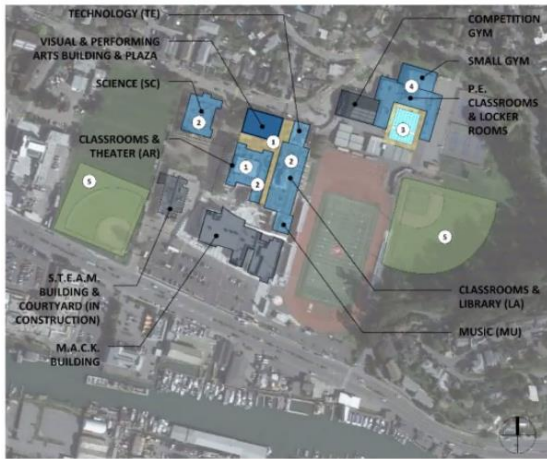 TECHNOLOGY (TE)
VISUAL & PERFORMING
ARTS BUILDING & PLAZA
SCIENCE (SC)
CLASSROOMS &
THEATER (AR)
S.T.E.A.M.
BUILDING &
COURTYARD (IN
CONSTRUCTION)
M.A.C.K.
BUILDING
COMPETITION
GYM
SMALL GYM
P.E.
CLASSROOMS
& LOCKER
ROOMS
CLASSROOMS &
LIBRARY (LA)
MUSIC (MU)
2
1
1
2
2
4
3
5
5